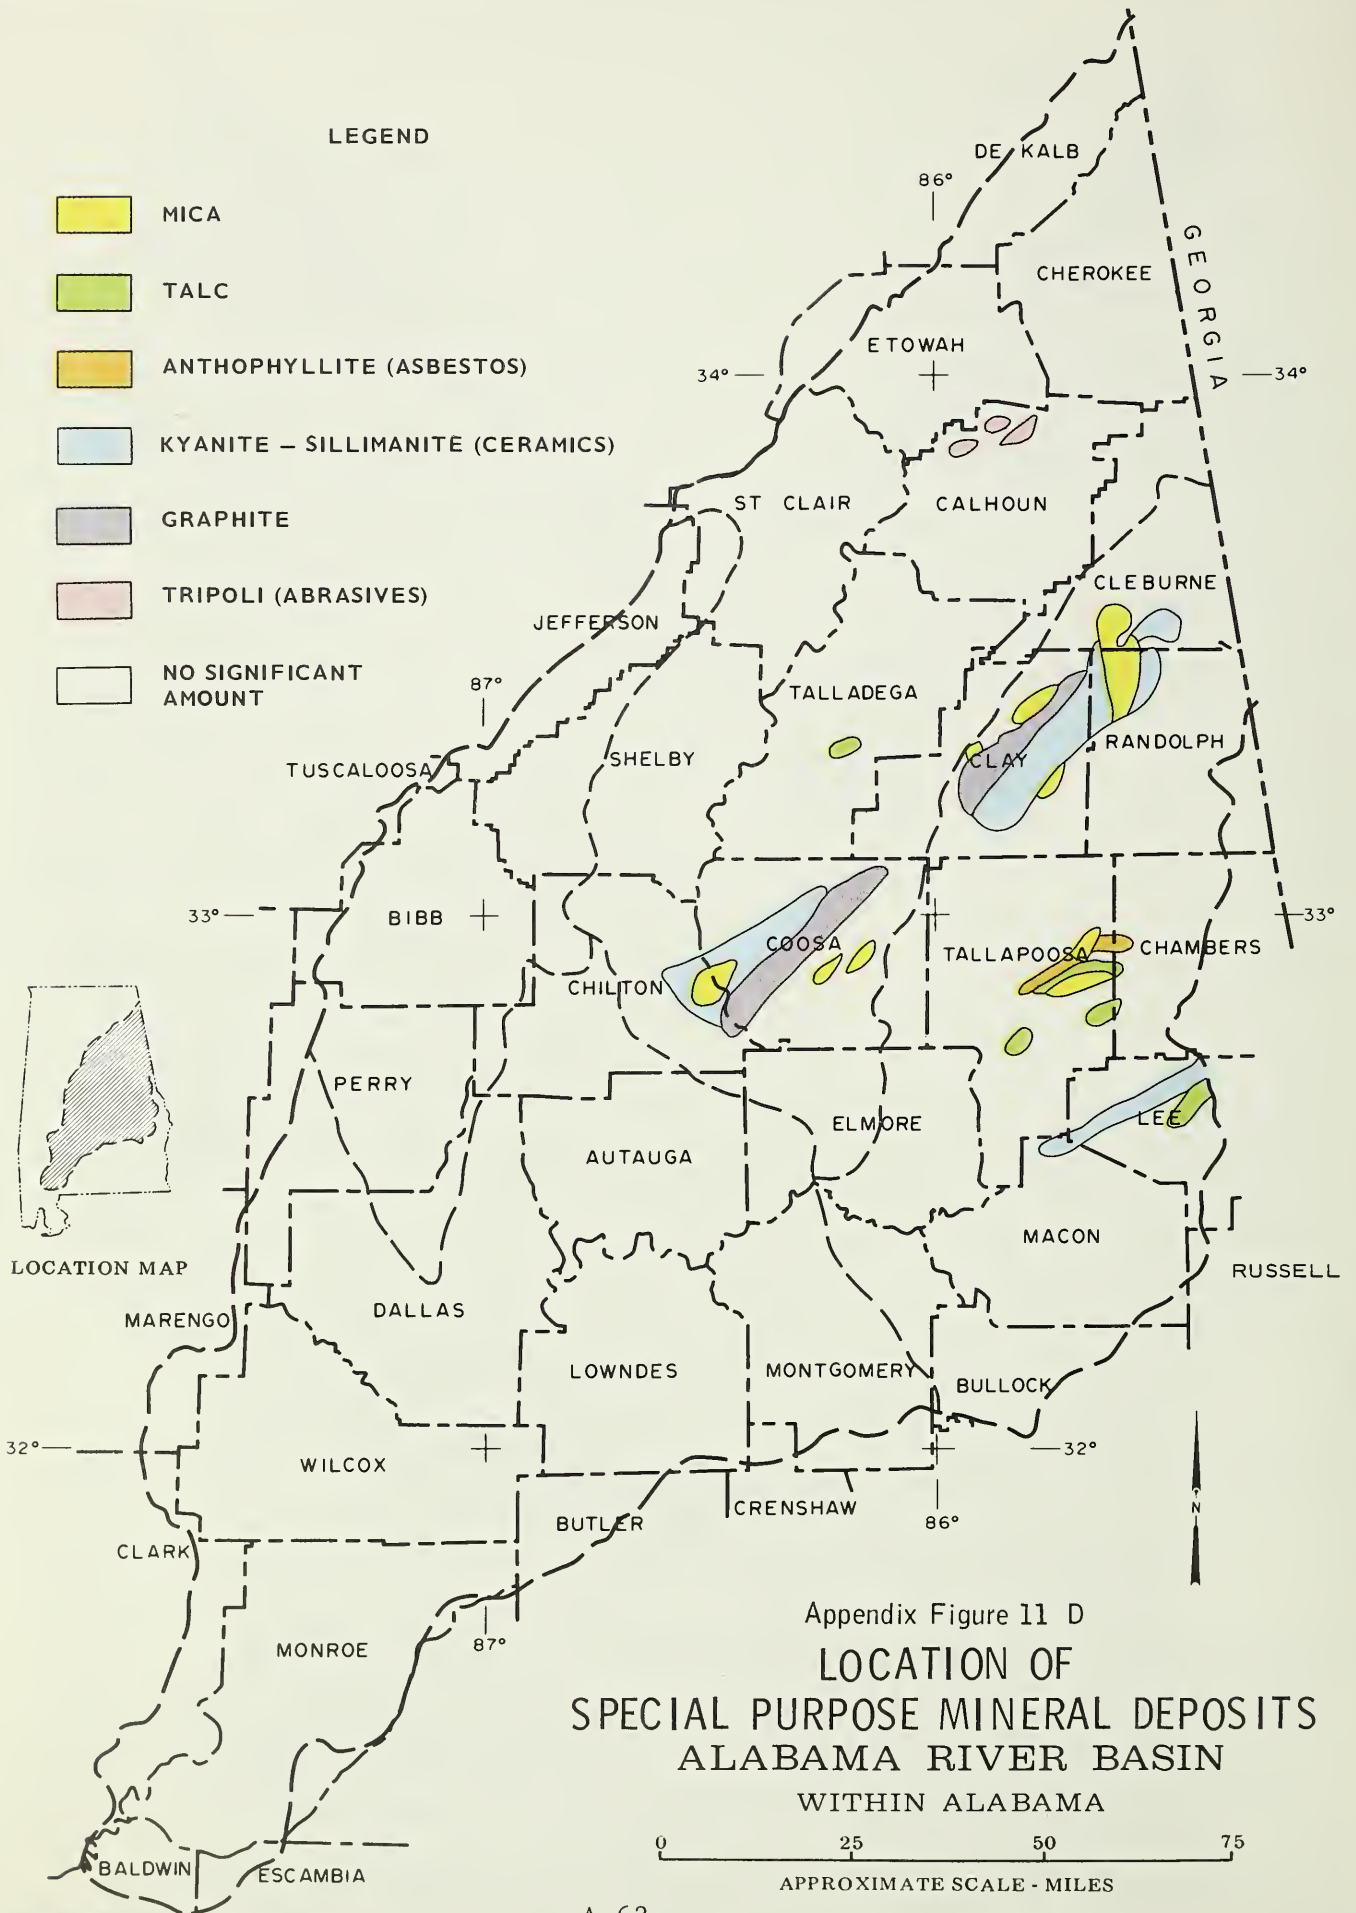 LEGEND
MICA
TALC
ANTHOPHYLLITE (ASBESTOS)
KYANITE – SILLIMANITE (CERAMICS)
GRAPHITE
TRIPOLI (ABRASIVES)
NO SIGNIFICANT
AMOUNT
DE KALB
86°
GEORGIA
CHEROKEE
ETOWAH
34°
34°
ST CLAIR
CALHOUN
CLEBURNE
JEFFERSON
87°
TALLADEGA
RANDOLPH
SHELBY
CLAY
TUSCALOOSA
33°
BIBB
COOSA
TALLAPOOSA
CHAMBERS
33°
CHILTON
PERRY
ELMORE
LEE
AUTAUGA
MACON
LOCATION MAP
RUSSELL
MARENGO
DALLAS
LOWNDES
MONTGOMERY
BULLOCK
32°
32°
WILCOX
CRENSHAW
BUTLER
86°
N
CLARK
MONROE
87°
BALDWIN
ESCAMBIA
Appendix Figure 11 D
LOCATION OF
SPECIAL PURPOSE MINERAL DEPOSITS
ALABAMA RIVER BASIN
WITHIN ALABAMA
0 25 50 75
APPROXIMATE SCALE - MILES